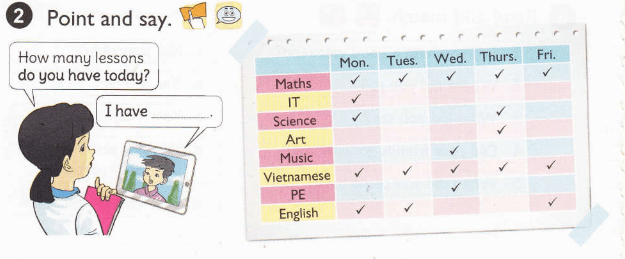 2 Point and say.
How many lessons
do you have today?
I have ________.
Mon. Tues. Wed. Thurs. Fri.
Maths ✓ ✓ ✓ ✓ ✓
IT ✓
Science ✓ ✓
Art ✓
Music ✓
Vietnamese ✓ ✓ ✓ ✓ ✓
PE ✓
English ✓ ✓ ✓